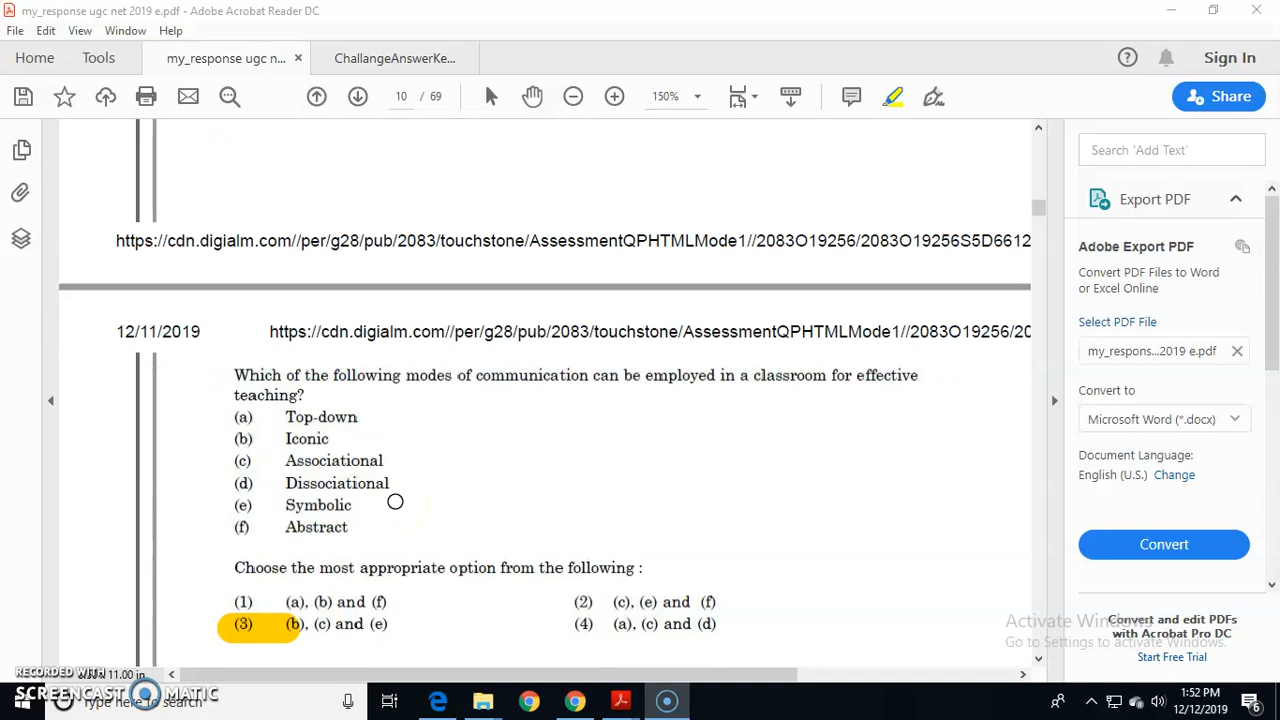 my_response ugc net 2019 e.pdf - Adobe Acrobat Reader DC
File Edit View Window Help
Home Tools my_response ugc n... × ChallangeAnswerKe... Sign In
10 / 69 150% Share
https://cdn.digialm.com//per/g28/pub/2083/touchstone/AssessmentQPHTMLMode1//2083O19256/2083O19256S5D6612
12/11/2019 https://cdn.digialm.com//per/g28/pub/2083/touchstone/AssessmentQPHTMLMode1//2083O19256/20
Which of the following modes of communication can be employed in a classroom for effective
teaching?
(a) Top-down
(b) Iconic
(c) Associational
(d) Dissociational
(e) Symbolic
(f) Abstract
Choose the most appropriate option from the following :
(1) (a), (b) and (f) (2) (c), (e) and (f)
(3) (b), (c) and (e) (4) (a), (c) and (d)
Search 'Add Text'
Export PDF
Adobe Export PDF
Convert PDF Files to Word
or Excel Online
Select PDF File
my_respons...2019 e.pdf
Convert to
Microsoft Word (*.docx)
Document Language:
English (U.S.) Change
Convert
Convert and edit PDFs
with Acrobat Pro DC
Start Free Trial
Activate Windows
Go to Settings to activate Windows.
11.00 in
RECORDED WITH
SCREENCAST MATIC
Type here to search
1:52 PM
12/12/2019
6